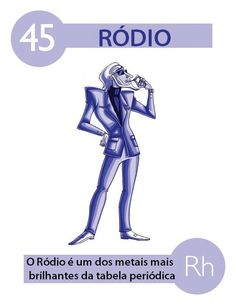 45
RÓDIO
O Ródio é um dos metais mais
brilhantes da tabela periódica
Rh